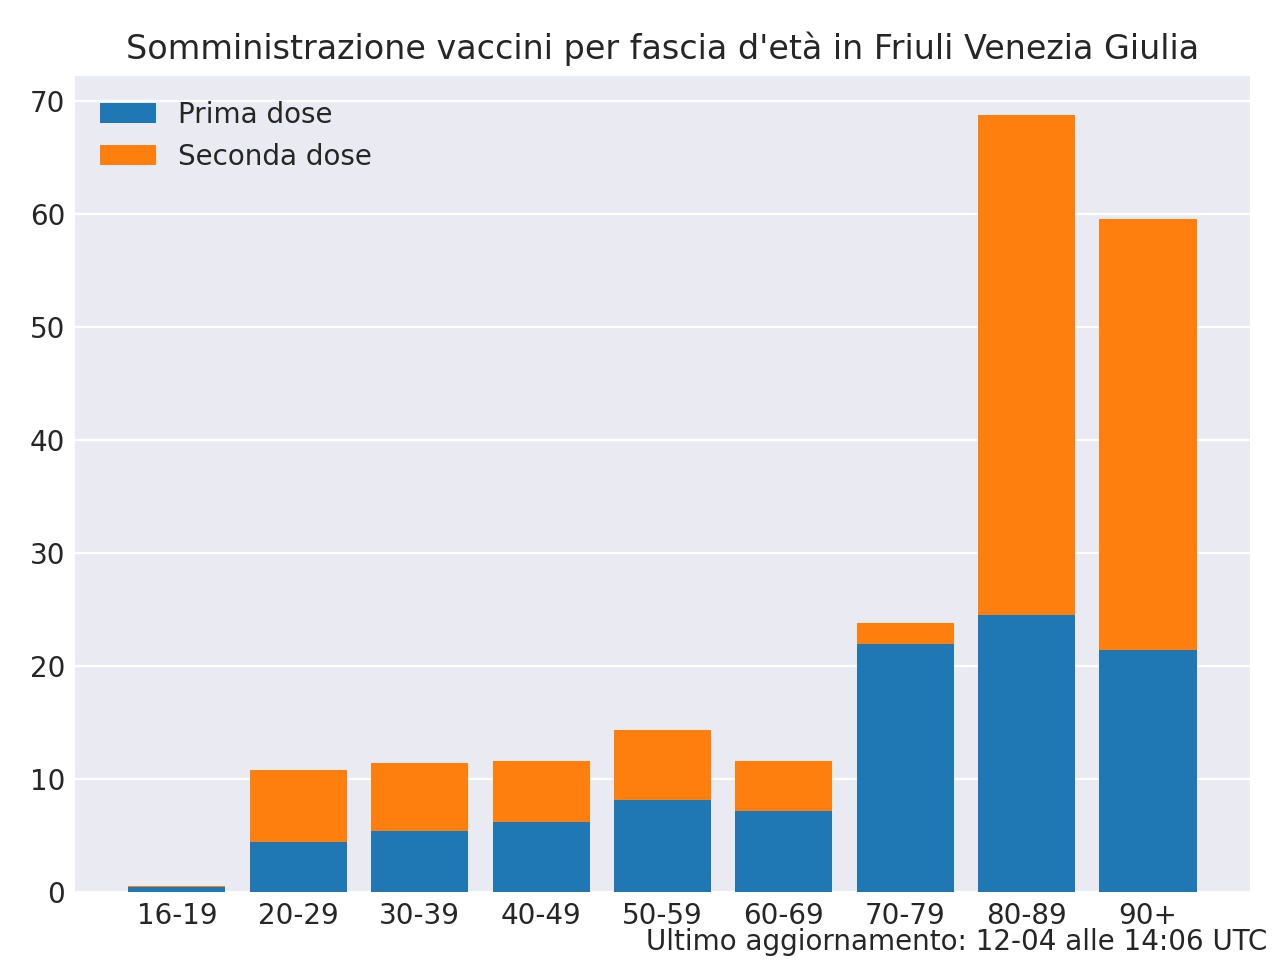 Somministrazione vaccini per fascia d'età in Friuli Venezia Giulia
70
60
50
40
30
20
10
0
Prima dose
Seconda dose
16-19 20-29 30-39 40-49 50-59 60-69 70-79 80-89 90+
Ultimo aggiornamento: 12-04 alle 14:06 UTC